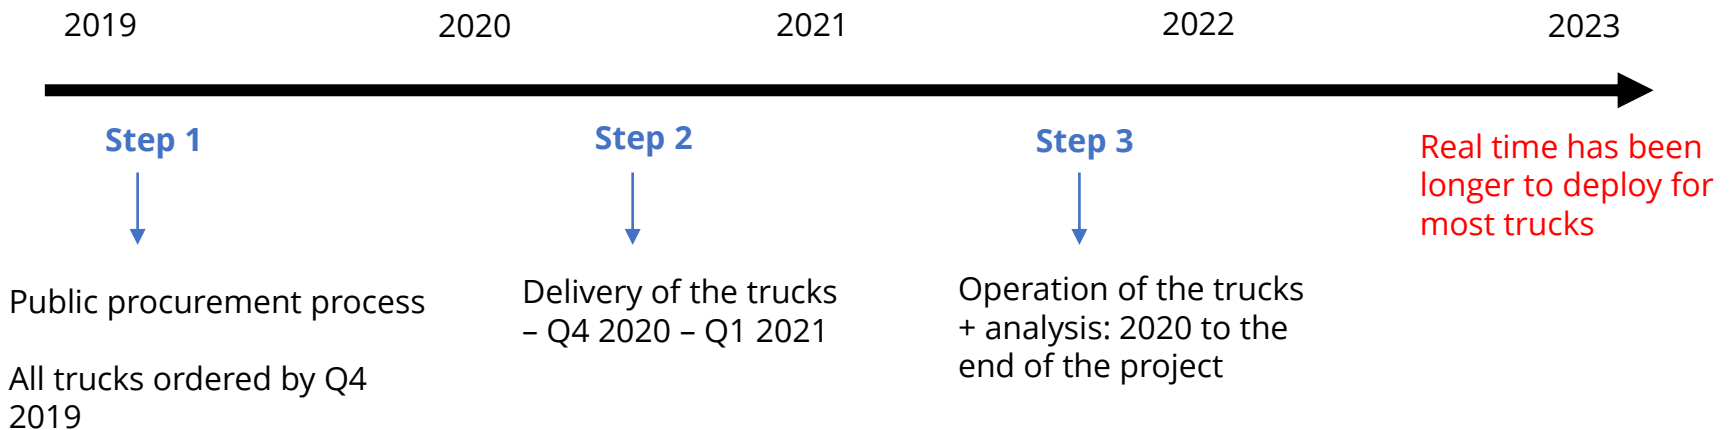 2019
2020
2021
2022
2023
Step 1
Step 2
Step 3
Real time has been
longer to deploy for
most trucks
Public procurement process
All trucks ordered by Q4
2019
Delivery of the trucks
– Q4 2020 – Q1 2021
Operation of the trucks
+ analysis: 2020 to the
end of the project